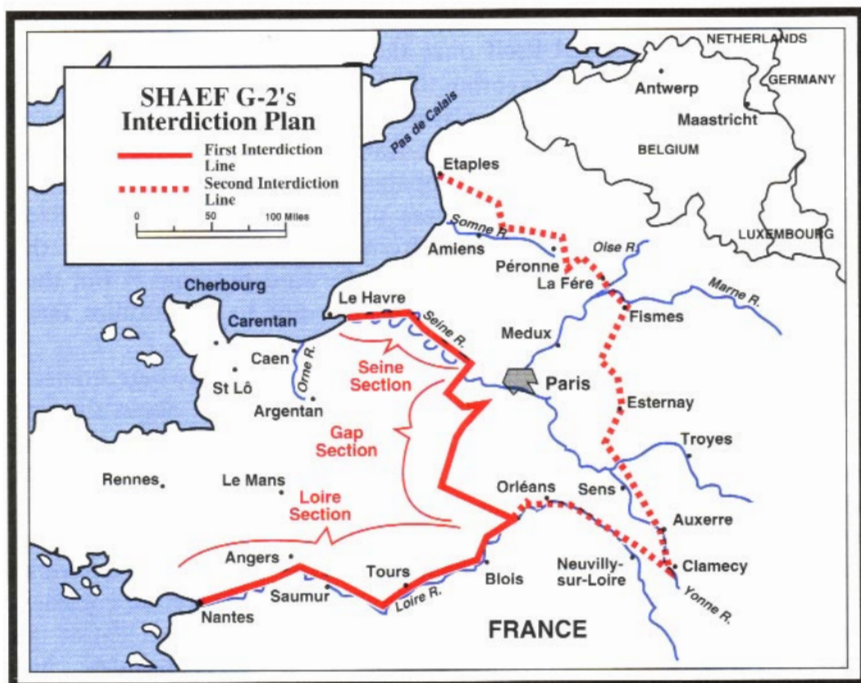 SHAEF G-2's
Interdiction Plan
First Interdiction
Line
Second Interdiction
Line
0 50 100 Miles
NETHERLANDS
GERMANY
Antwerp
Maastricht
BELGIUM
LUXEMBOURG
Pas de Calais
Etaples
Somne R.
Amiens
Péronne
Oise R.
La Fére
Marne R.
Fismes
Cherbourg
Carentan
Le Havre
Seine R.
Medux
Caen
Orne R.
St Lô
Argentan
Seine
Section
Paris
Esternay
Gap
Section
Troyes
Rennes
Le Mans
Loire
Section
Orléans
Sens
Auxerre
Angers
Tours
Blois
Neuvilly-
sur-Loire
Clamecy
Saumur
Loire R.
Yonne R.
Nantes
FRANCE